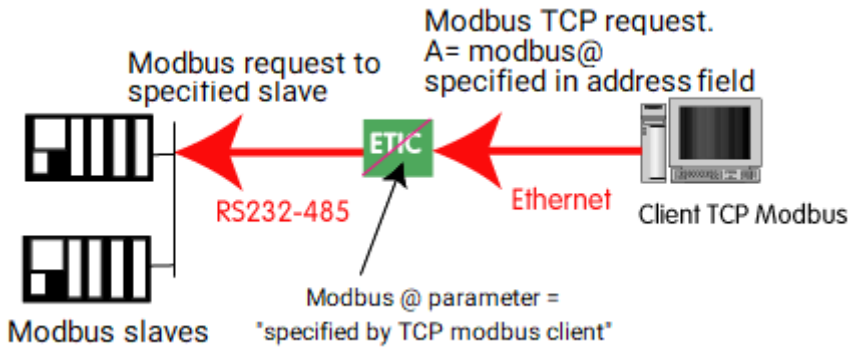 Modbus TCP request.
A= modbus@
specified in address field
Modbus request to
specified slave
ETIC
RS232-485
Ethernet
Client TCP Modbus
Modbus @ parameter =
"specified by TCP modbus client"
Modbus slaves